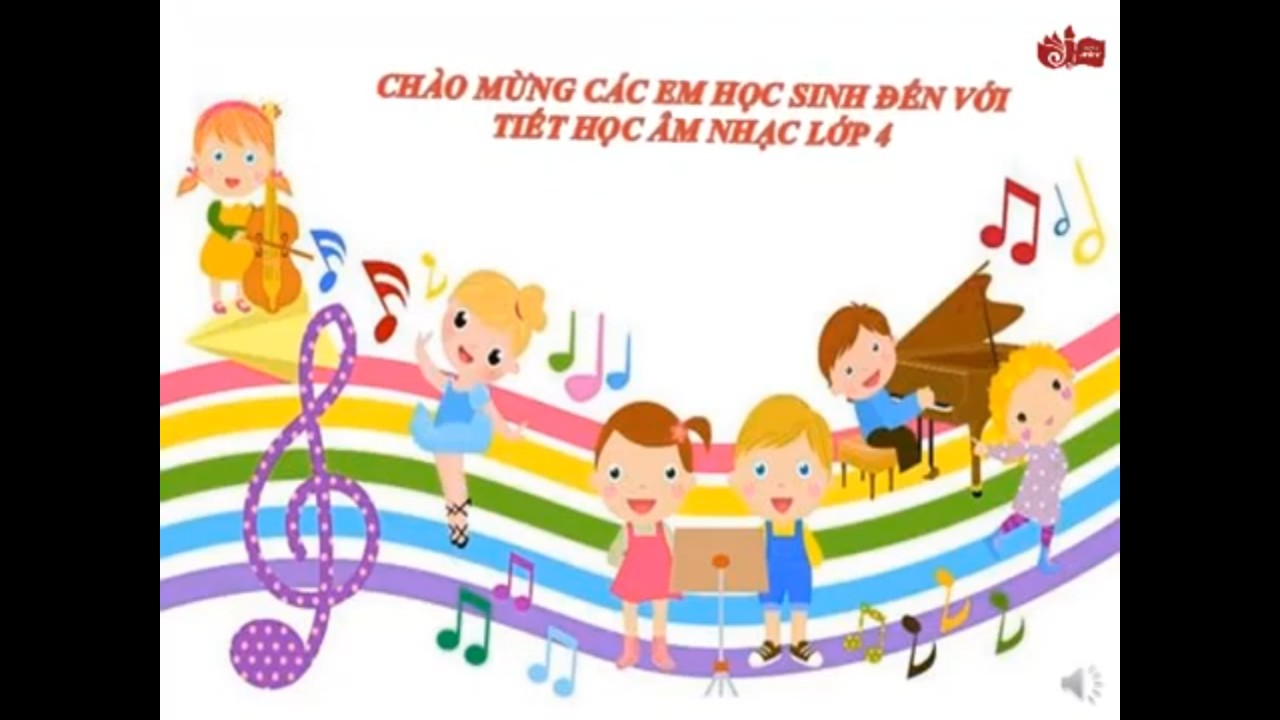 CHÀO MỪNG CÁC EM HỌC SINH ĐẾN VỚI
TIẾT HỌC ÂM NHẠC LỚP 4